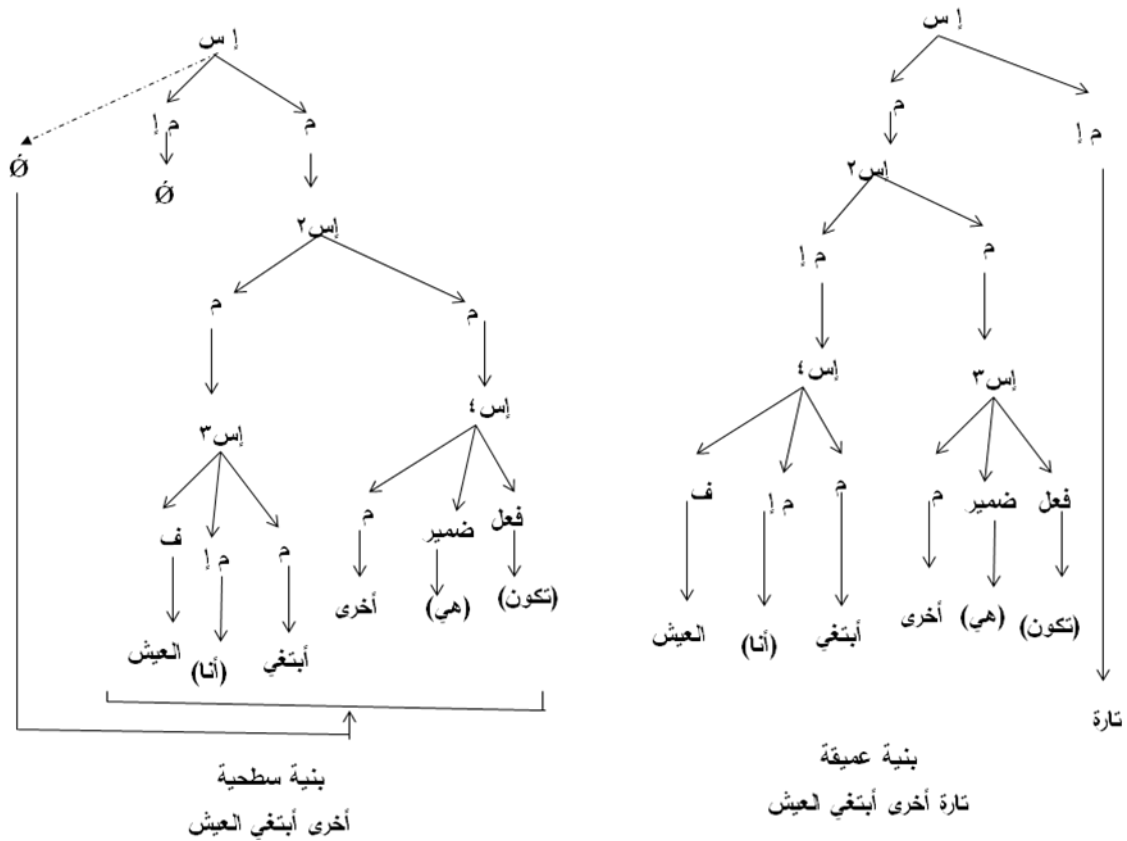 إ س
م إ
م
إس٢
م
م إ
إس٣
إس٤
فعل
ضمير
م
م
م إ
ف
(تكون)
(هي)
أخرى
أبتغي
(أنا)
العيش
تارة
بنية عميقة
تارة أخرى أبتغي العيش
إ س
م
م إ
Ǿ
Ǿ
إس٢
م
م
إس٤
إس٣
فعل
ضمير
م
م
م إ
ف
(تكون)
(هي)
أخرى
أبتغي
(أنا)
العيش
بنية سطحية
أخرى أبتغي العيش